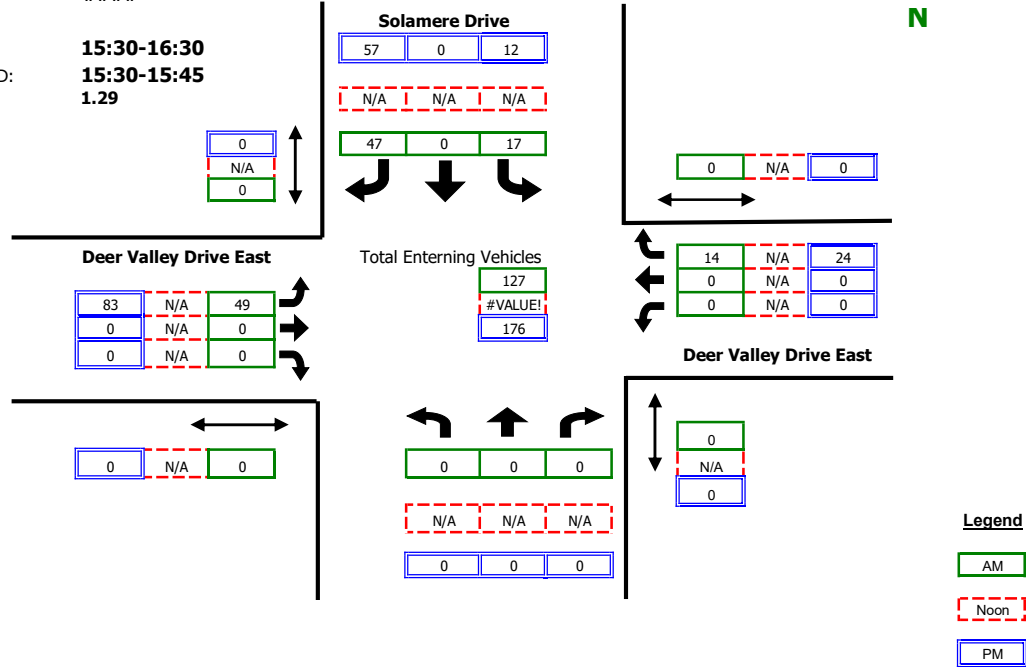 Solamere Drive
N
57 0 12
15:30-16:30
D: 15:30-15:45
1.29
N/A N/A N/A
47 0 17
0
N/A
0
0 N/A 0
Deer Valley Drive East
Total Enterning Vehicles
127
#VALUE!
176
14 N/A 24
0 N/A 0
0 N/A 0
83 N/A 49
0 N/A 0
0 N/A 0
Deer Valley Drive East
0 N/A 0
0 0 0
0
N/A
0
N/A N/A N/A
0 0 0
Legend
AM
Noon
PM